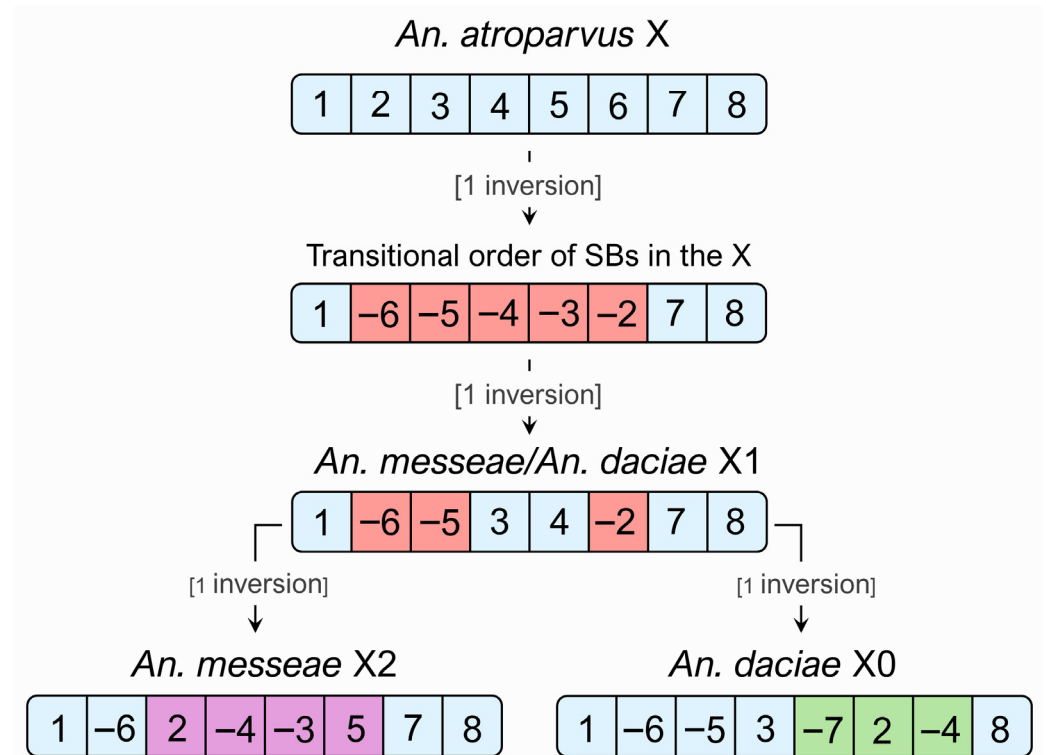 An. atroparvus X
1 2 3 4 5 6 7 8
[1 inversion]
Transitional order of SBs in the X
1 –6 –5 –4 –3 –2 7 8
[1 inversion]
An. messeae/An. daciae X1
1 –6 –5 3 4 –2 7 8
[1 inversion] [1 inversion]
An. messeae X2 An. daciae X0
1 –6 2 –4 –3 5 7 8 1 –6 –5 3 –7 2 –4 8